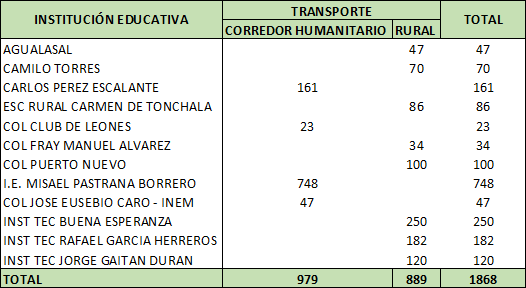 INSTITUCIÓN EDUCATIVA TRANSPORTE TOTAL
CORREDOR HUMANITARIO RURAL
AGUALASAL 47 47
CAMILO TORRES 70 70
CARLOS PEREZ ESCALANTE 161 161
ESC RURAL CARMEN DE TONCHALA 86 86
COL CLUB DE LEONES 23 23
COL FRAY MANUEL ALVAREZ 34 34
COL PUERTO NUEVO 100 100
I.E. MISAEL PASTRANA BORRERO 748 748
COL JOSE EUSEBIO CARO - INEM 47 47
INST TEC BUENA ESPERANZA 250 250
INST TEC RAFAEL GARCIA HERREROS 182 182
INST TEC JORGE GAITAN DURAN 120 120
TOTAL 979 889 1868